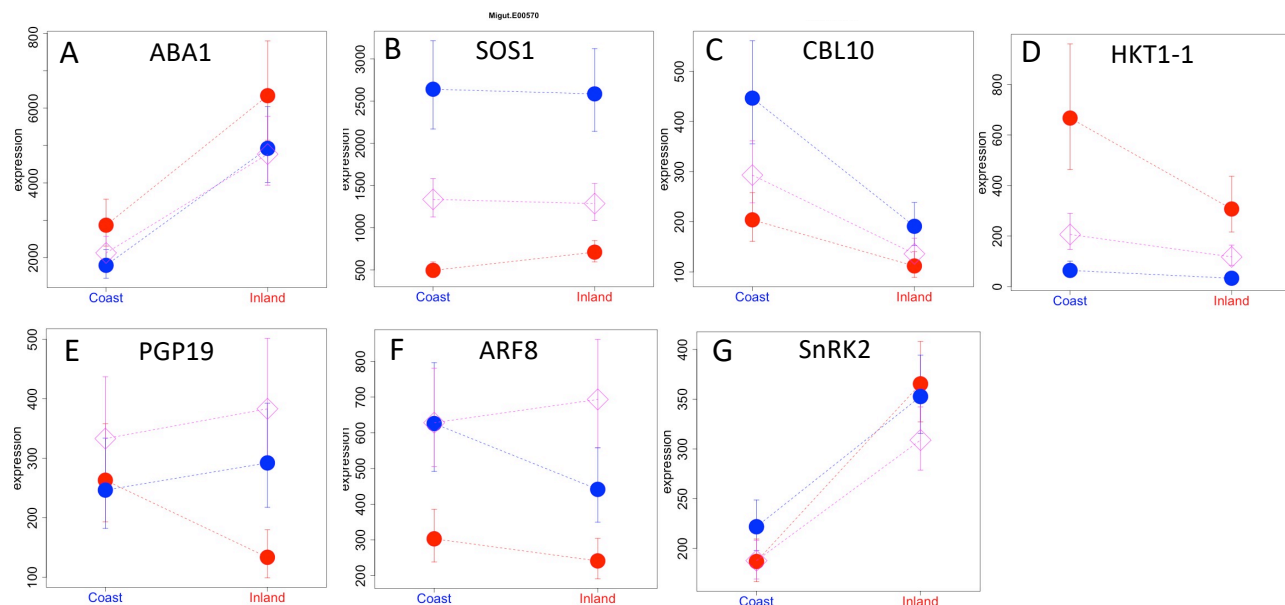 Migut.E00570
A ABA1
expression
2000
4000
6000
800
Coast
Inland
B SOS1
expression
500
1000
1500
2000
2500
3000
Coast
Inland
C CBL10
expression
100
200
300
400
500
Coast
Inland
D HKT1-1
expression
0
200
400
600
800
Coast
Inland
E PGP19
expression
100
200
300
400
500
Coast
Inland
F ARF8
expression
200
300
400
500
600
700
800
Coast
Inland
G SnRK2
expression
200
250
300
350
400
Coast
Inland